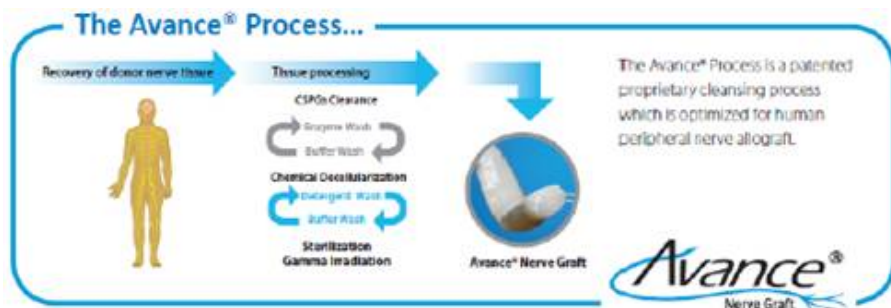 The Avance® Process...
Recovery of donor nerve tissue
Tissue processing
CSPGs Clearance
Enzyme Wash
Buffer Wash
Chemical Decellularization
Detergent Wash
Buffer Wash
Sterilization
Gamma Irradiation
Avance® Nerve Graft
The Avance® Process is a patented
proprietary cleansing process
which is optimized for human
peripheral nerve allograft.
Avance®
Nerve Graft